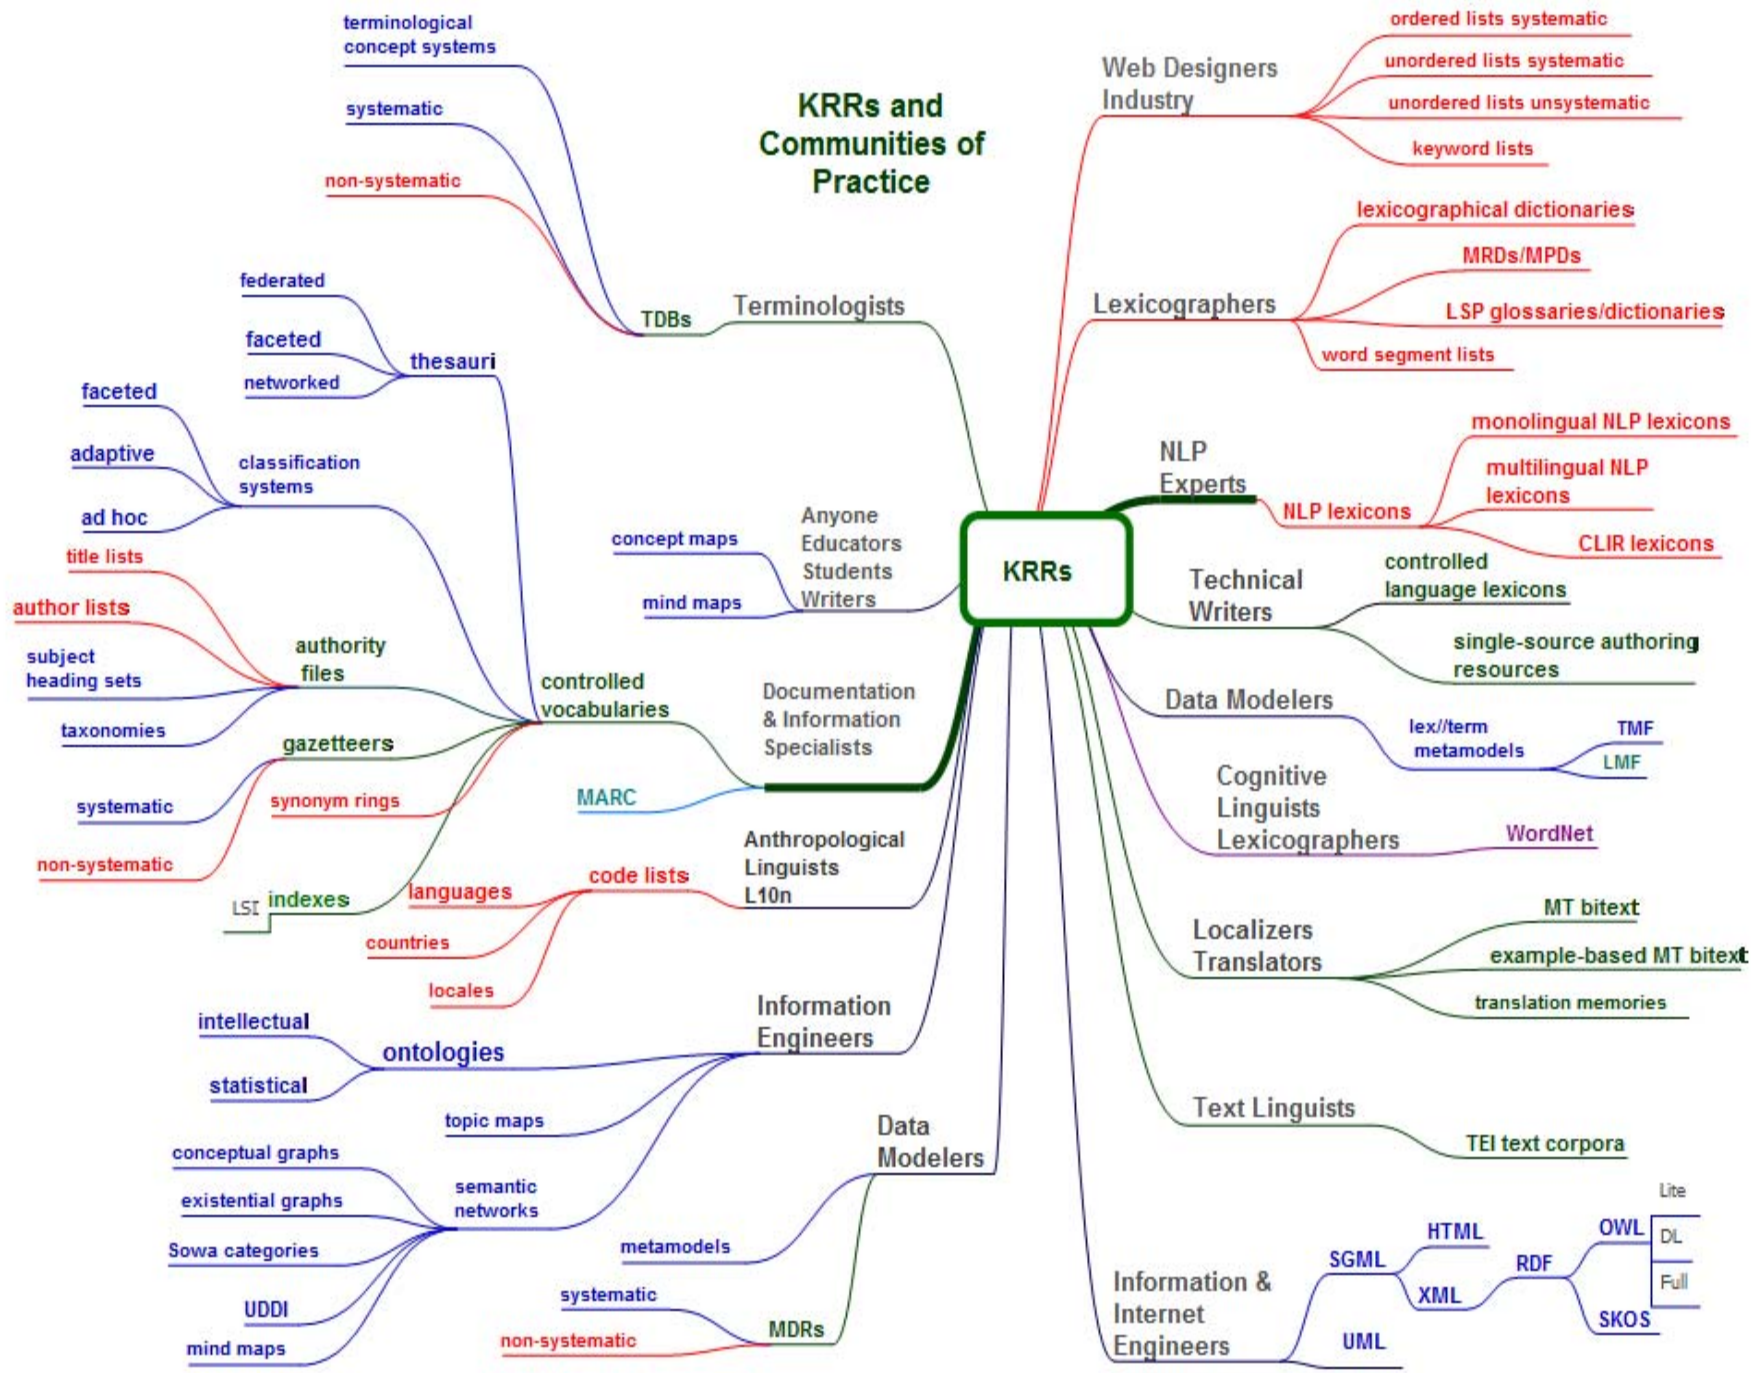 KRRs and
Communities of
Practice
KRRs
terminological
concept systems
systematic
non-systematic
TDBs
Terminologists
federated
faceted
networked
thesauri
faceted
adaptive
ad hoc
classification
systems
title lists
author lists
subject
heading sets
taxonomies
authority
files
systematic
non-systematic
gazetteers
synonym rings
LSI
indexes
controlled
vocabularies
MARC
Documentation
& Information
Specialists
concept maps
mind maps
Anyone
Educators
Students
Writers
languages
countries
locales
code lists
Anthropological
Linguists
L10n
intellectual
statistical
ontologies
topic maps
conceptual graphs
existential graphs
Sowa categories
UDDI
mind maps
semantic
networks
Information
Engineers
metamodels
systematic
non-systematic
MDRs
Data
Modelers
Web Designers
Industry
ordered lists systematic
unordered lists systematic
unordered lists unsystematic
keyword lists
Lexicographers
lexicographical dictionaries
MRDs/MPDs
LSP glossaries/dictionaries
word segment lists
NLP
Experts
NLP lexicons
monolingual NLP lexicons
multilingual NLP
lexicons
CLIR lexicons
Technical
Writers
controlled
language lexicons
single-source authoring
resources
Data Modelers
lex//term
metamodels
TMF
LMF
Cognitive
Linguists
Lexicographers
WordNet
Localizers
Translators
MT bitext
example-based MT bitext
translation memories
Text Linguists
TEI text corpora
Information &
Internet
Engineers
SGML
HTML
XML
RDF
OWL
Lite
DL
Full
SKOS
UML